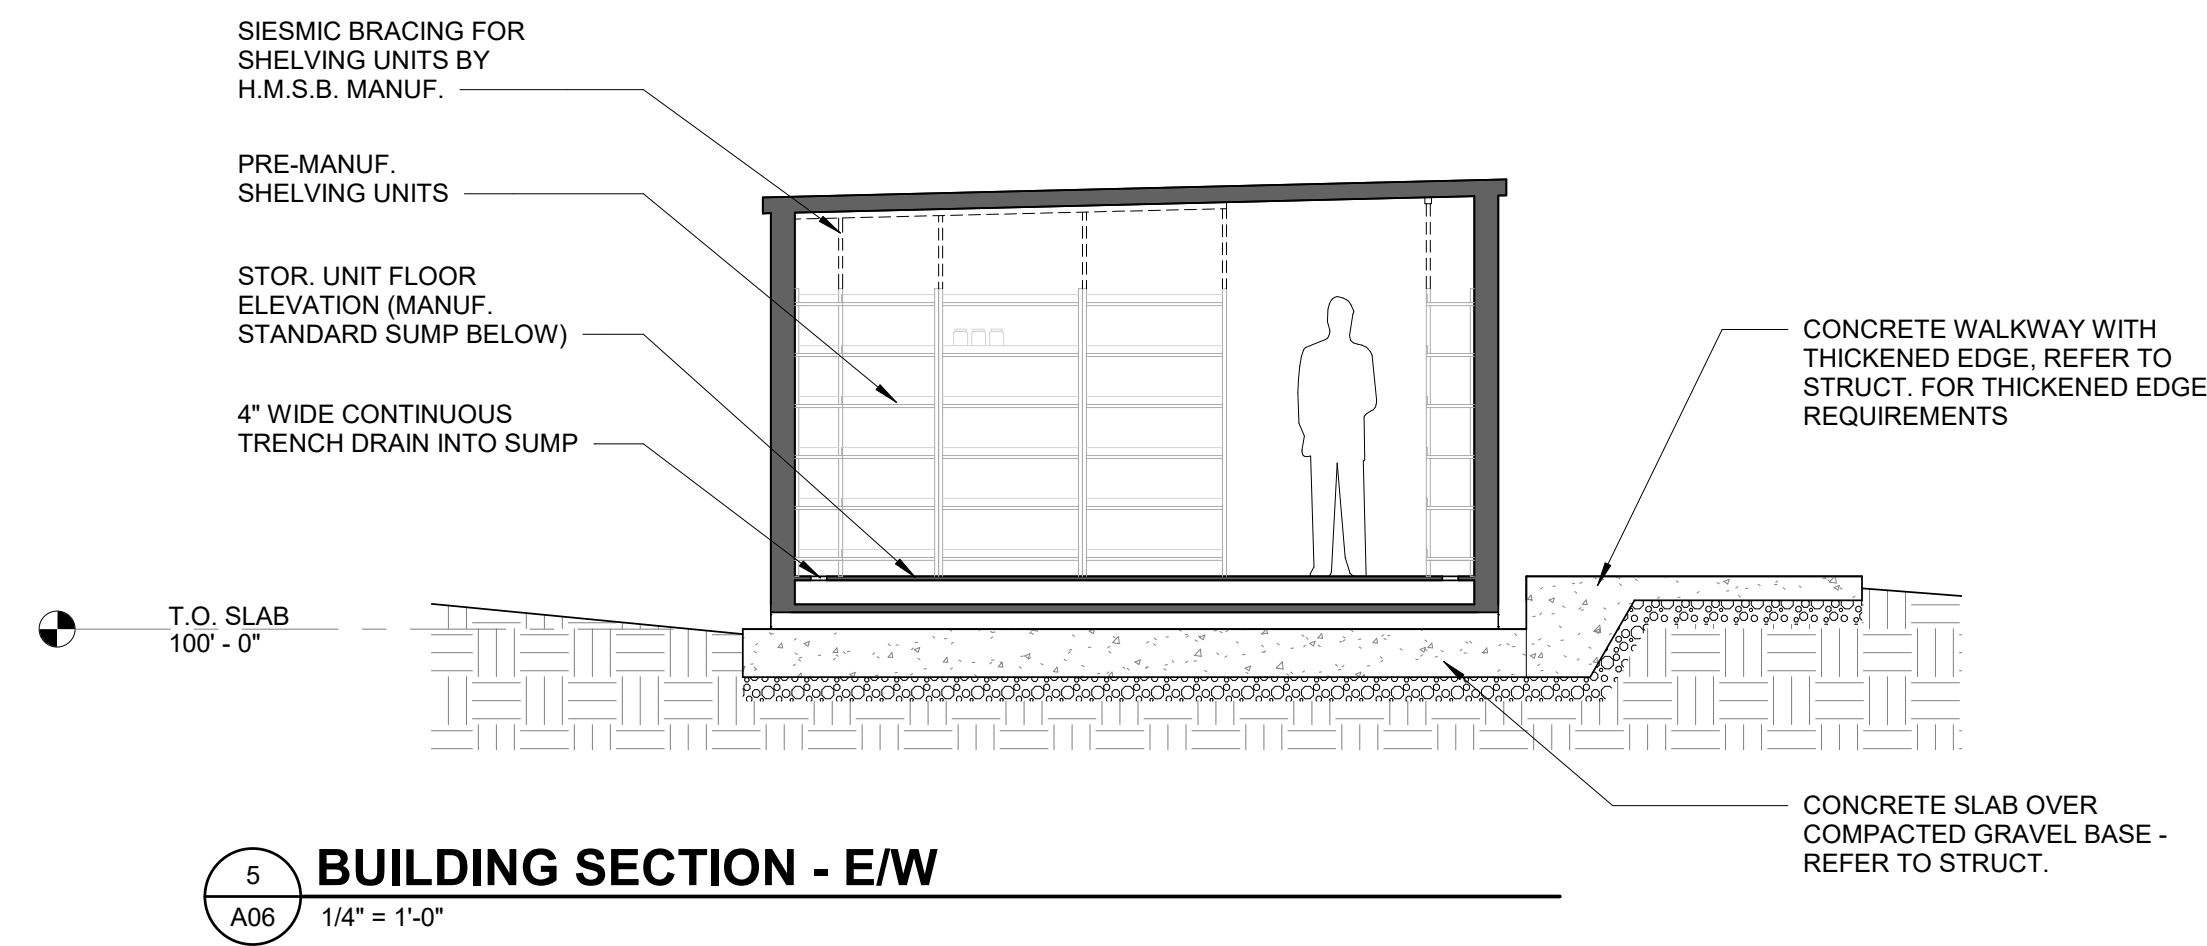 SIESMIC BRACING FOR
SHELVING UNITS BY
H.M.S.B. MANUF.
PRE-MANUF.
SHELVING UNITS
STOR. UNIT FLOOR
ELEVATION (MANUF.
STANDARD SUMP BELOW)
4" WIDE CONTINUOUS
TRENCH DRAIN INTO SUMP
T.O. SLAB
100' - 0"
CONCRETE WALKWAY WITH
THICKENED EDGE, REFER TO
STRUCT. FOR THICKENED EDGE
REQUIREMENTS
CONCRETE SLAB OVER
COMPACTED GRAVEL BASE -
REFER TO STRUCT.
5
A06
BUILDING SECTION - E/W
1/4" = 1'-0"